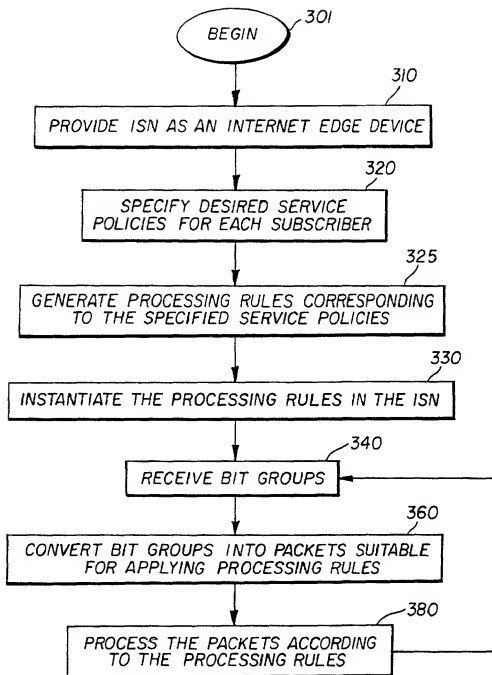 BEGIN
301
310
PROVIDE ISN AS AN INTERNET EDGE DEVICE
320
SPECIFY DESIRED SERVICE
POLICIES FOR EACH SUBSCRIBER
325
GENERATE PROCESSING RULES CORRESPONDING
TO THE SPECIFIED SERVICE POLICIES
330
INSTANTIATE THE PROCESSING RULES IN THE ISN
340
RECEIVE BIT GROUPS
360
CONVERT BIT GROUPS INTO PACKETS SUITABLE
FOR APPLYING PROCESSING RULES
380
PROCESS THE PACKETS ACCORDING
TO THE PROCESSING RULES